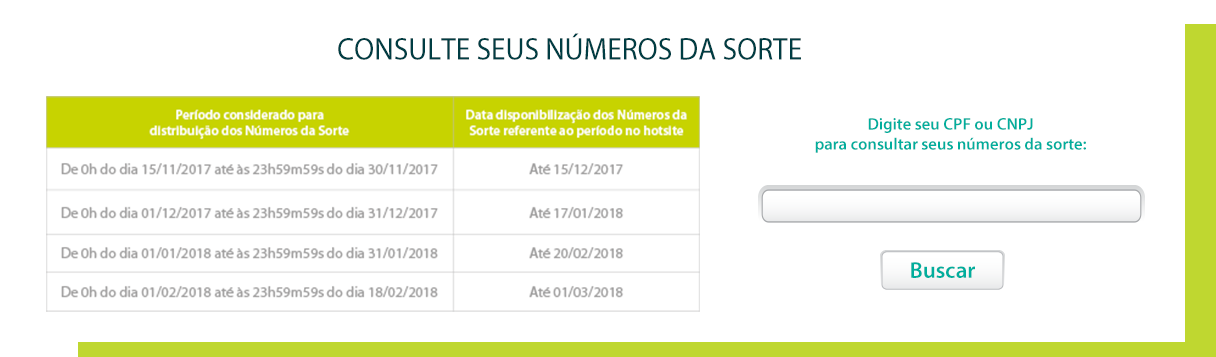 CONSULTE SEUS NÚMEROS DA SORTE
Período considerado para
distribuição dos Números da Sorte
Data disponibilização dos Números da
Sorte referente ao período no hotsite
De 0h do dia 15/11/2017 até às 23h59m59s do dia 30/11/2017
Até 15/12/2017
De 0h do dia 01/12/2017 até às 23h59m59s do dia 31/12/2017
Até 17/01/2018
De 0h do dia 01/01/2018 até às 23h59m59s do dia 31/01/2018
Até 20/02/2018
De 0h do dia 01/02/2018 até às 23h59m59s do dia 18/02/2018
Até 01/03/2018
Digite seu CPF ou CNPJ
para consultar seus números da sorte:
Buscar